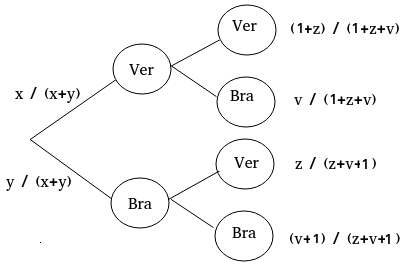 Ver (1+z) / (1+z+v)
Ver
x / (x+y)
Bra v / (1+z+v)
Ver z / (z+v+1)
y / (x+y)
Bra
Bra (v+1) / (z+v+1)